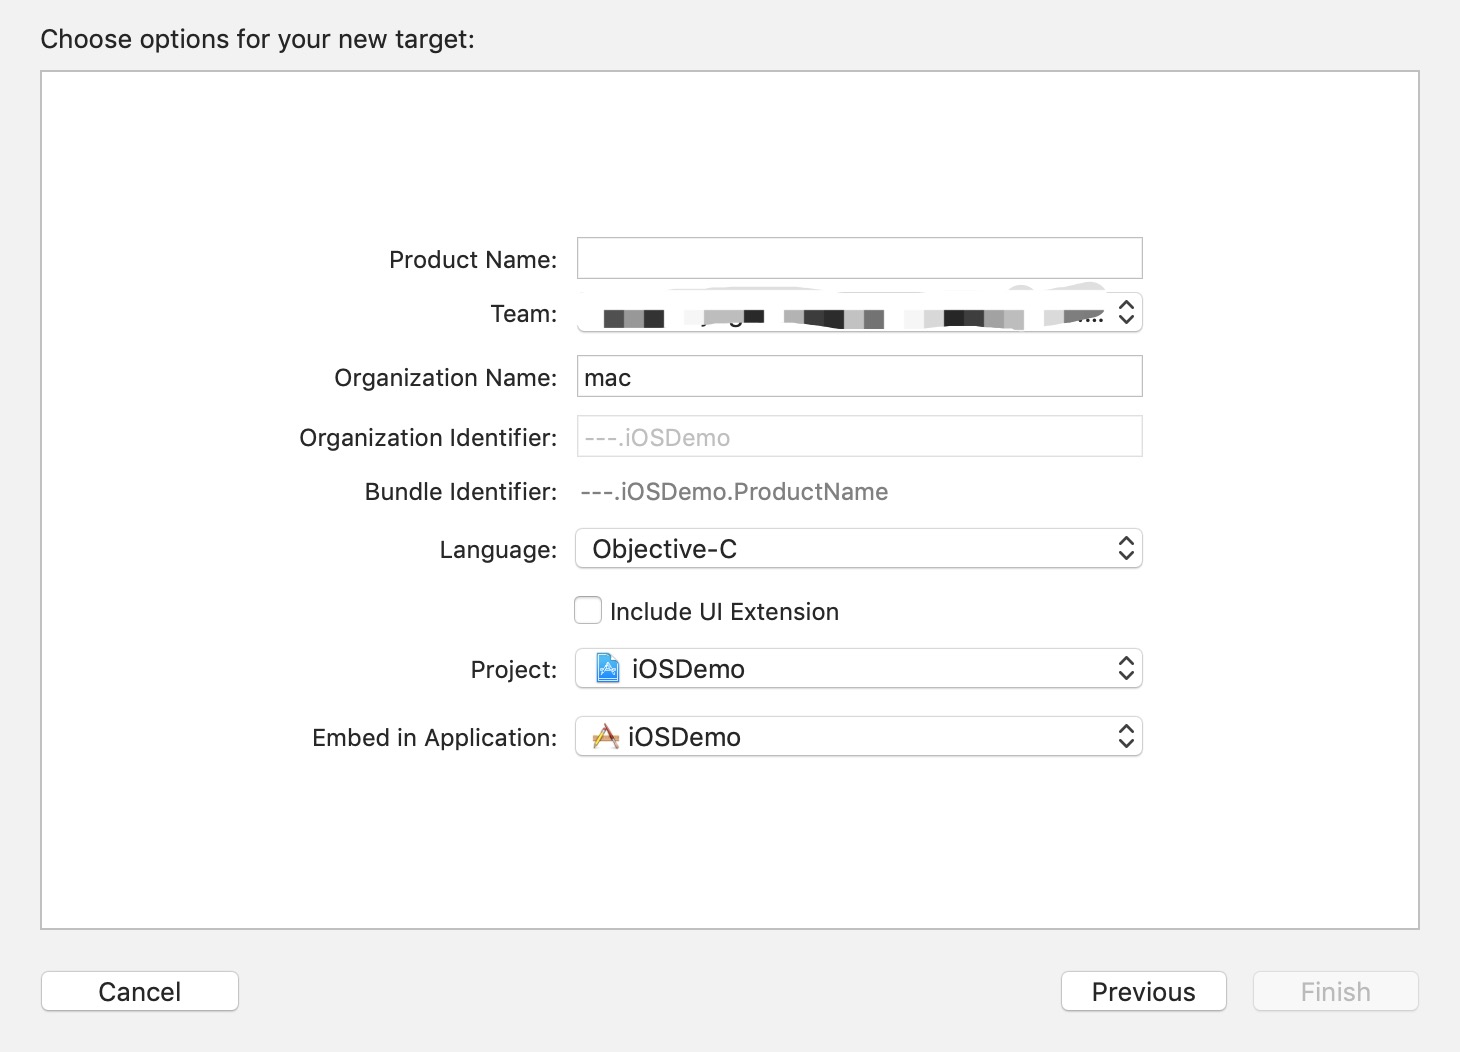 Choose options for your new target:
Product Name:
Team:
Organization Name: mac
Organization Identifier: ---.iOSDemo
Bundle Identifier: ---.iOSDemo.ProductName
Language: Objective-C
Include UI Extension
Project: iOSDemo
Embed in Application: iOSDemo
Cancel Previous Finish